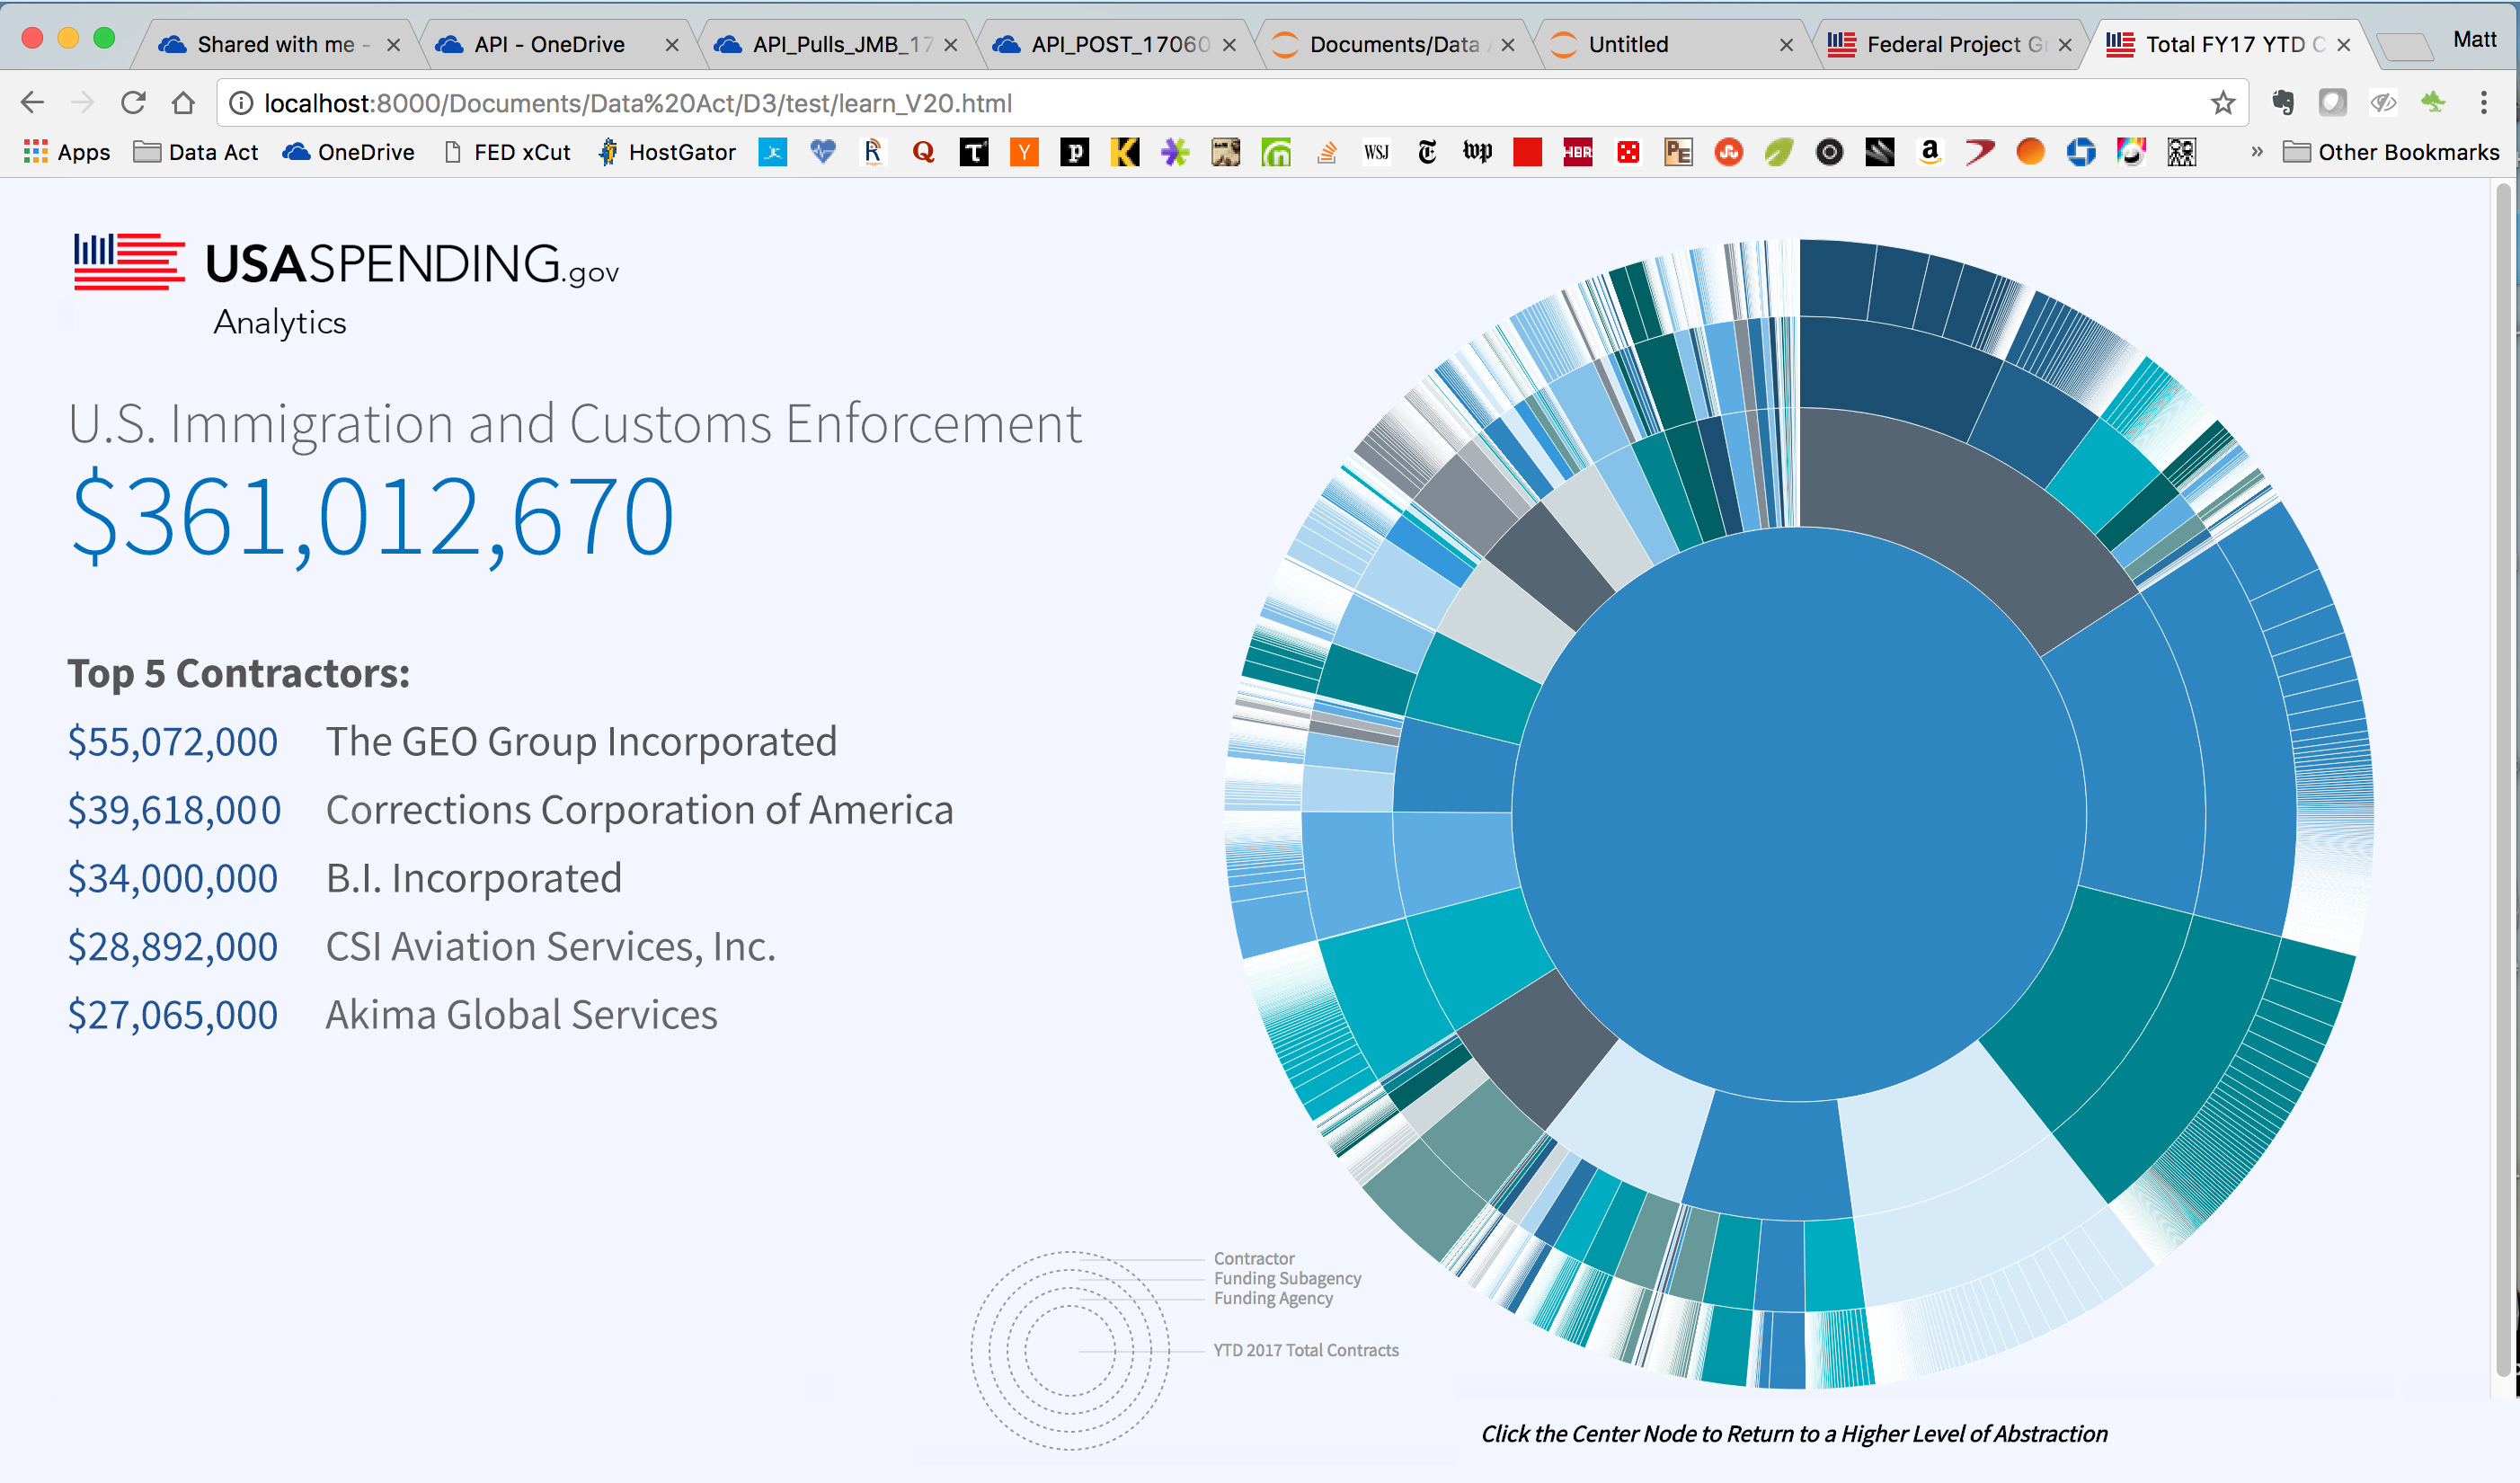 Shared with me -
API - OneDrive
API_Pulls_JMB_17
API_POST_17060
Documents/Data
Untitled
Federal Project Gr
Total FY17 YTD C
Matt
localhost:8000/Documents/Data%20Act/D3/test/learn_V20.html
Apps
Data Act
OneDrive
FED xCut
HostGator
WSJ
wp
HBR
PE
»
Other Bookmarks
USASPENDING.gov
Analytics
U.S. Immigration and Customs Enforcement
$361,012,670
Top 5 Contractors:
$55,072,000 The GEO Group Incorporated
$39,618,000 Corrections Corporation of America
$34,000,000 B.I. Incorporated
$28,892,000 CSI Aviation Services, Inc.
$27,065,000 Akima Global Services
Contractor
Funding Subagency
Funding Agency
YTD 2017 Total Contracts
Click the Center Node to Return to a Higher Level of Abstraction